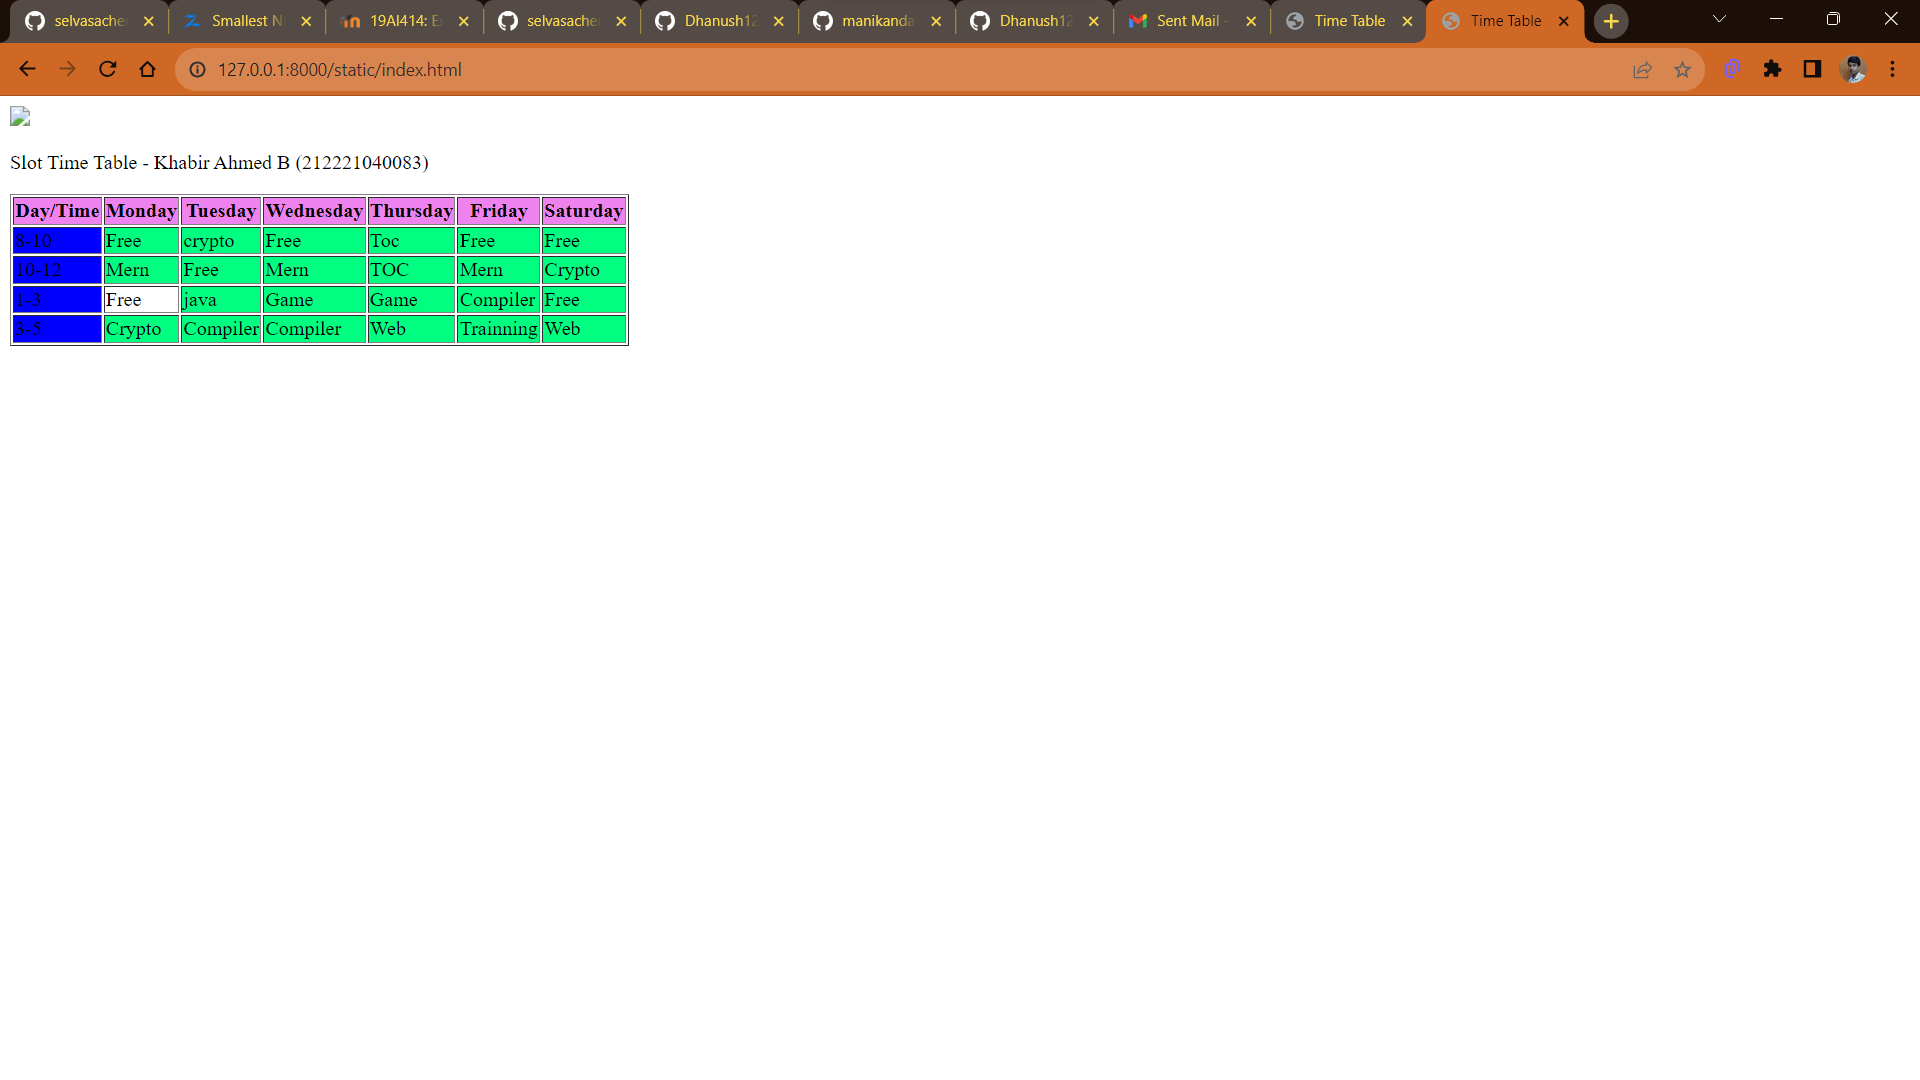 selvasache Smallest N 19AI414: E selvasache Dhanush12 manikanda Dhanush12 Sent Mail - Time Table Time Table
127.0.0.1:8000/static/index.html
Slot Time Table - Khabir Ahmed B (212221040083)
Day/Time Monday Tuesday Wednesday Thursday Friday Saturday
8-10 Free crypto Free Toc Free Free
10-12 Mern Free Mern TOC Mern Crypto
1-3 Free java Game Game Compiler Free
3-5 Crypto Compiler Compiler Web Trainning Web